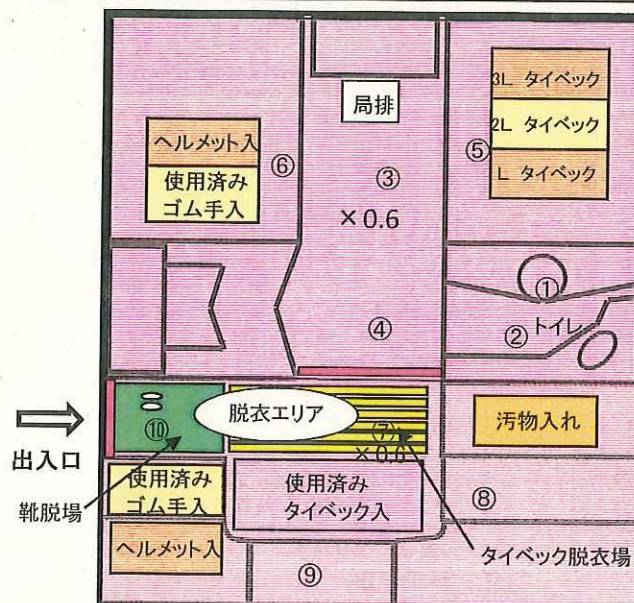 局排
3L タイベック
2L タイベック
L タイベック
ヘルメット入
使用済み
ゴム手入
⑥
③
⑤
×0.6
④
①
②
トイレ
出入口
⑩
脱衣エリア
(7)
×0.6
汚物入れ
靴脱場
使用済み
ゴム手入
使用済み
タイベック入
⑧
ヘルメット入
⑨
タイベック脱衣場